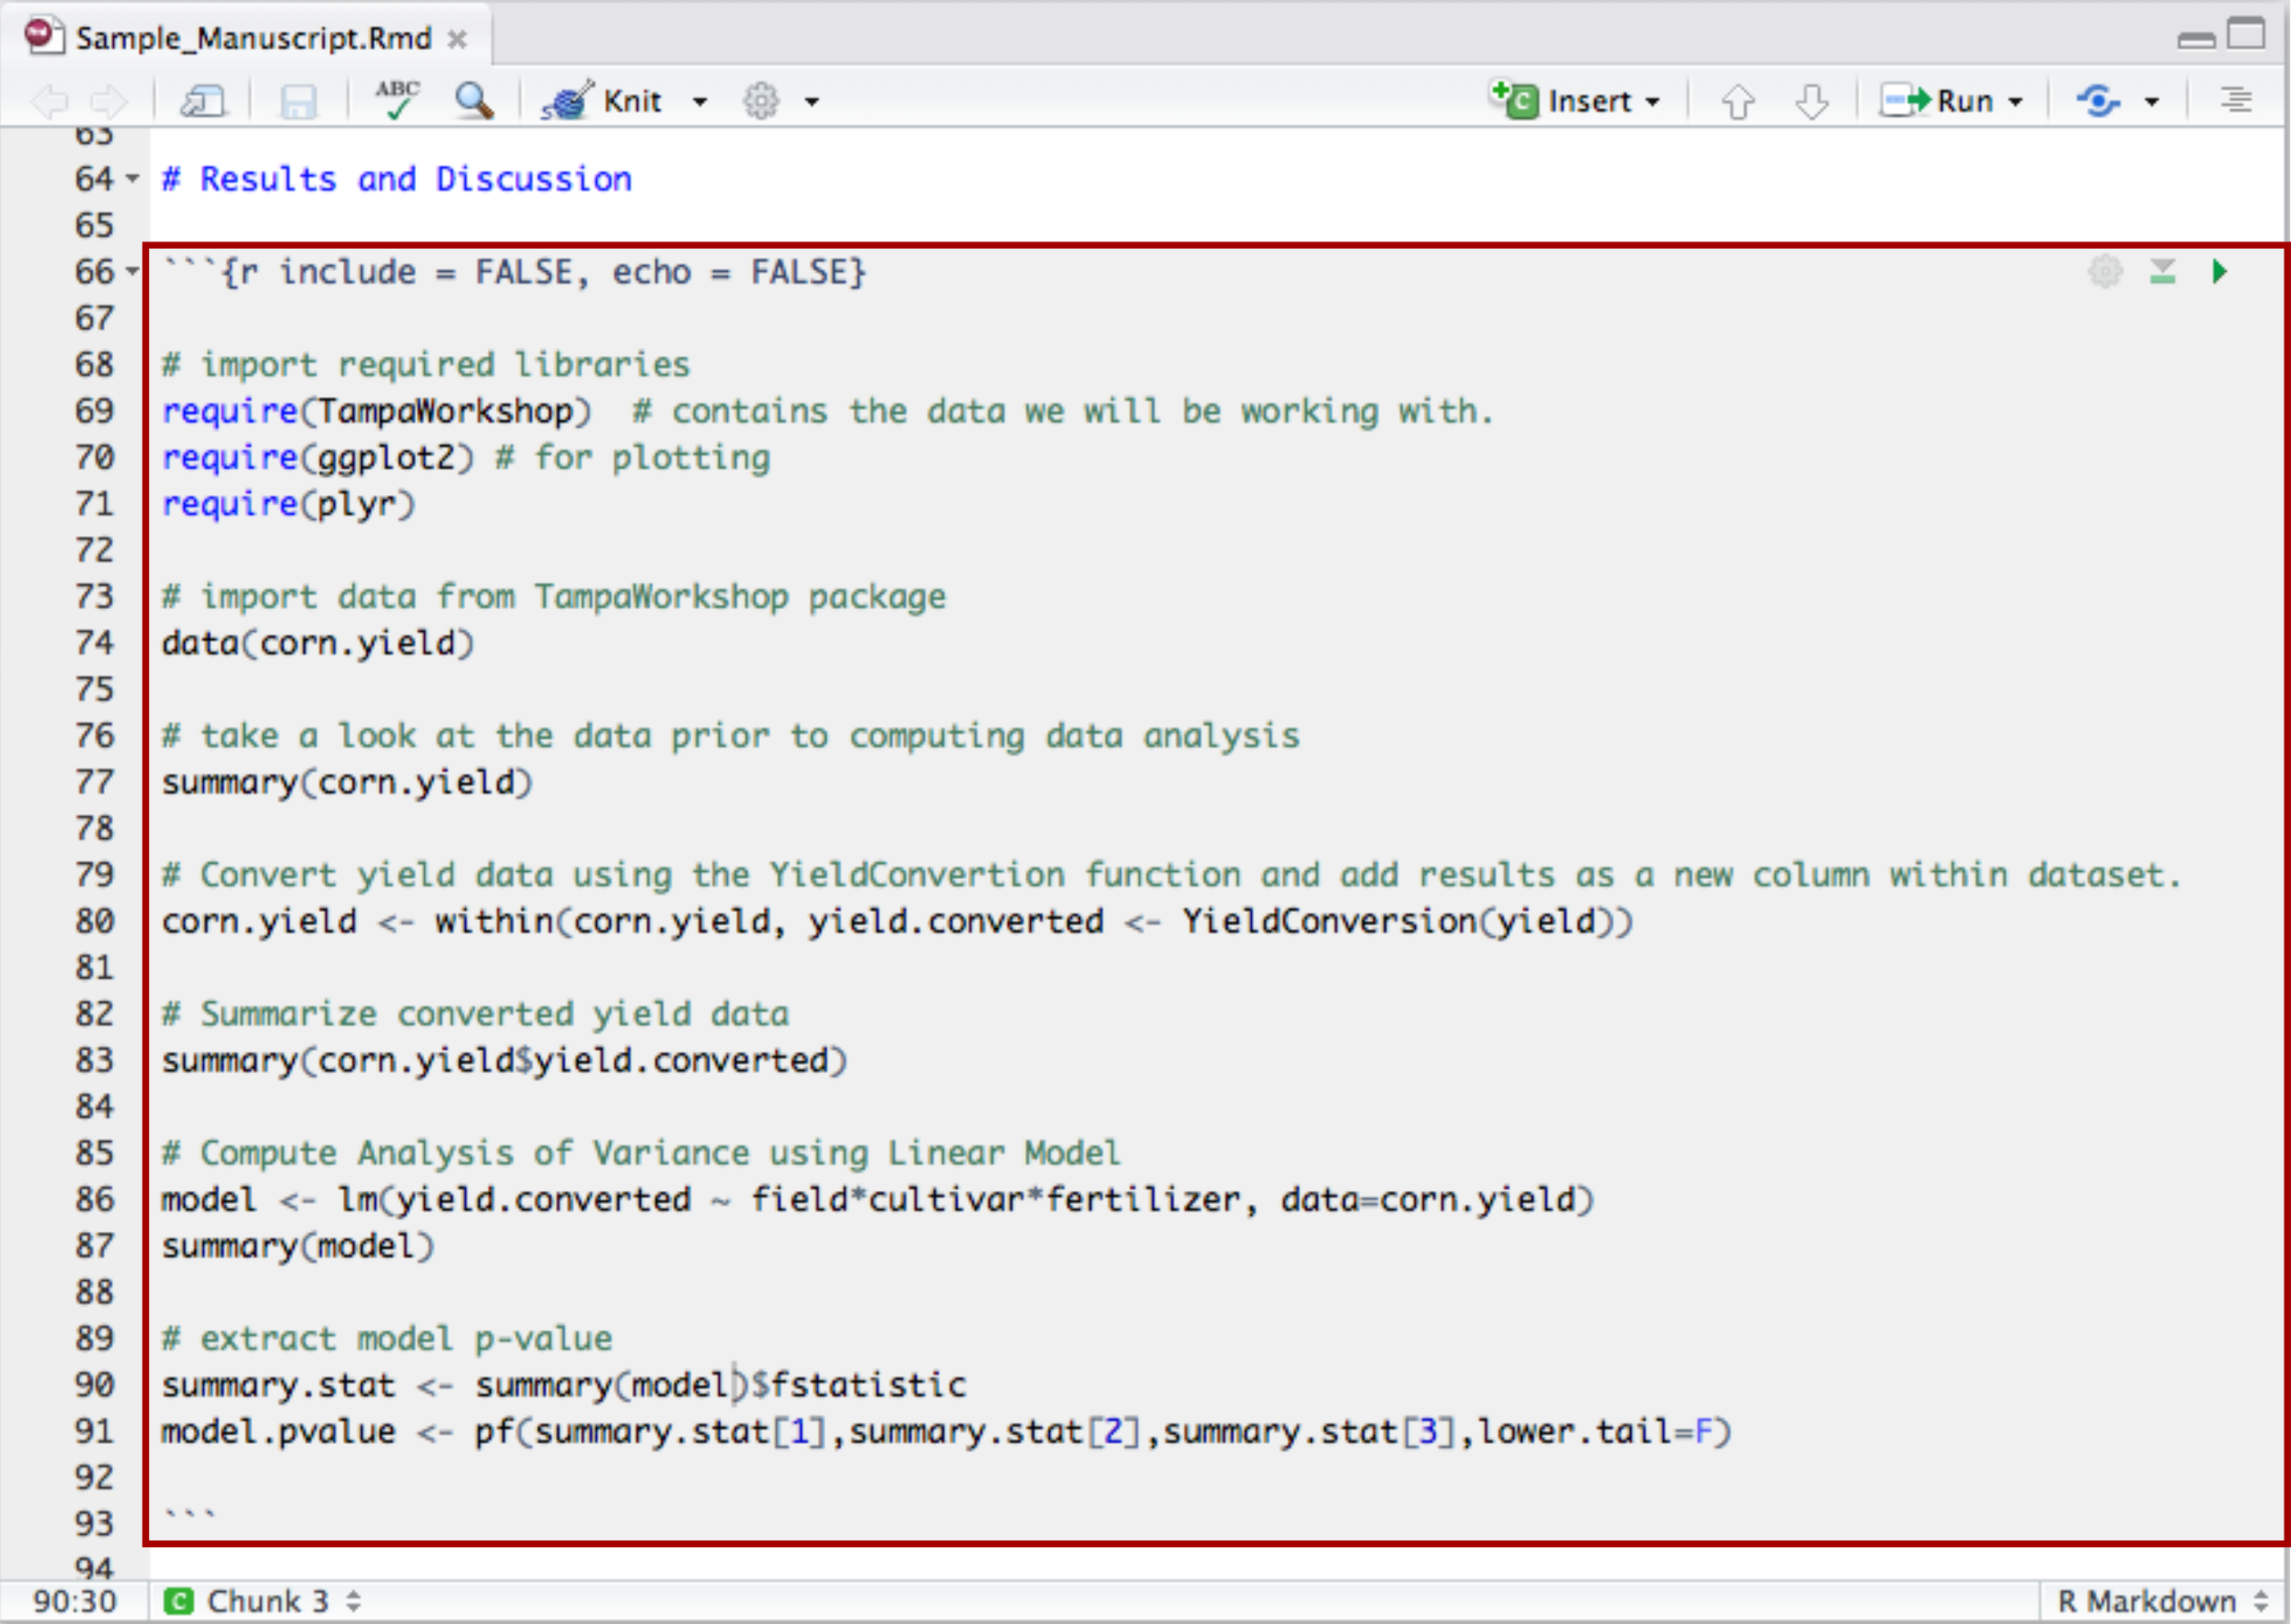 Sample_Manuscript.Rmd
ABC Knit Insert Run
63
64 # Results and Discussion
65
66 ```{r include = FALSE, echo = FALSE}
67
68 # import required libraries
69 require(TampaWorkshop)  # contains the data we will be working with.
70 require(ggplot2) # for plotting
71 require(plyr)
72
73 # import data from TampaWorkshop package
74 data(corn.yield)
75
76 # take a look at the data prior to computing data analysis
77 summary(corn.yield)
78
79 # Convert yield data using the YieldConvertion function and add results as a new column within dataset.
80 corn.yield <- within(corn.yield, yield.converted <- YieldConversion(yield))
81
82 # Summarize converted yield data
83 summary(corn.yield$yield.converted)
84
85 # Compute Analysis of Variance using Linear Model
86 model <- lm(yield.converted ~ field*cultivar*fertilizer, data=corn.yield)
87 summary(model)
88
89 # extract model p-value
90 summary.stat <- summary(model)$fstatistic
91 model.pvalue <- pf(summary.stat[1],summary.stat[2],summary.stat[3],lower.tail=F)
92
93 ```
94
90:30 C Chunk 3 R Markdown